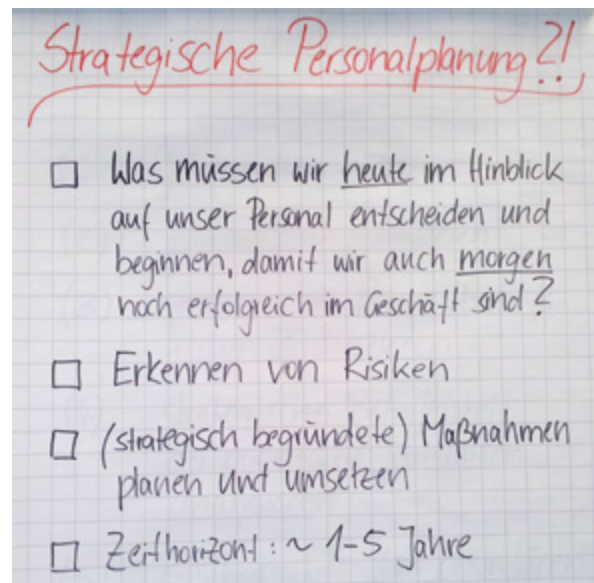 Strategische Personalplanung?!
Was müssen wir heute im Hinblick
auf unser Personal entscheiden und
beginnen, damit wir auch morgen
noch erfolgreich im Geschäft sind?
Erkennen von Risiken
(strategisch begründete) Maßnahmen
planen und umsetzen
Zeithorizont: ~ 1-5 Jahre